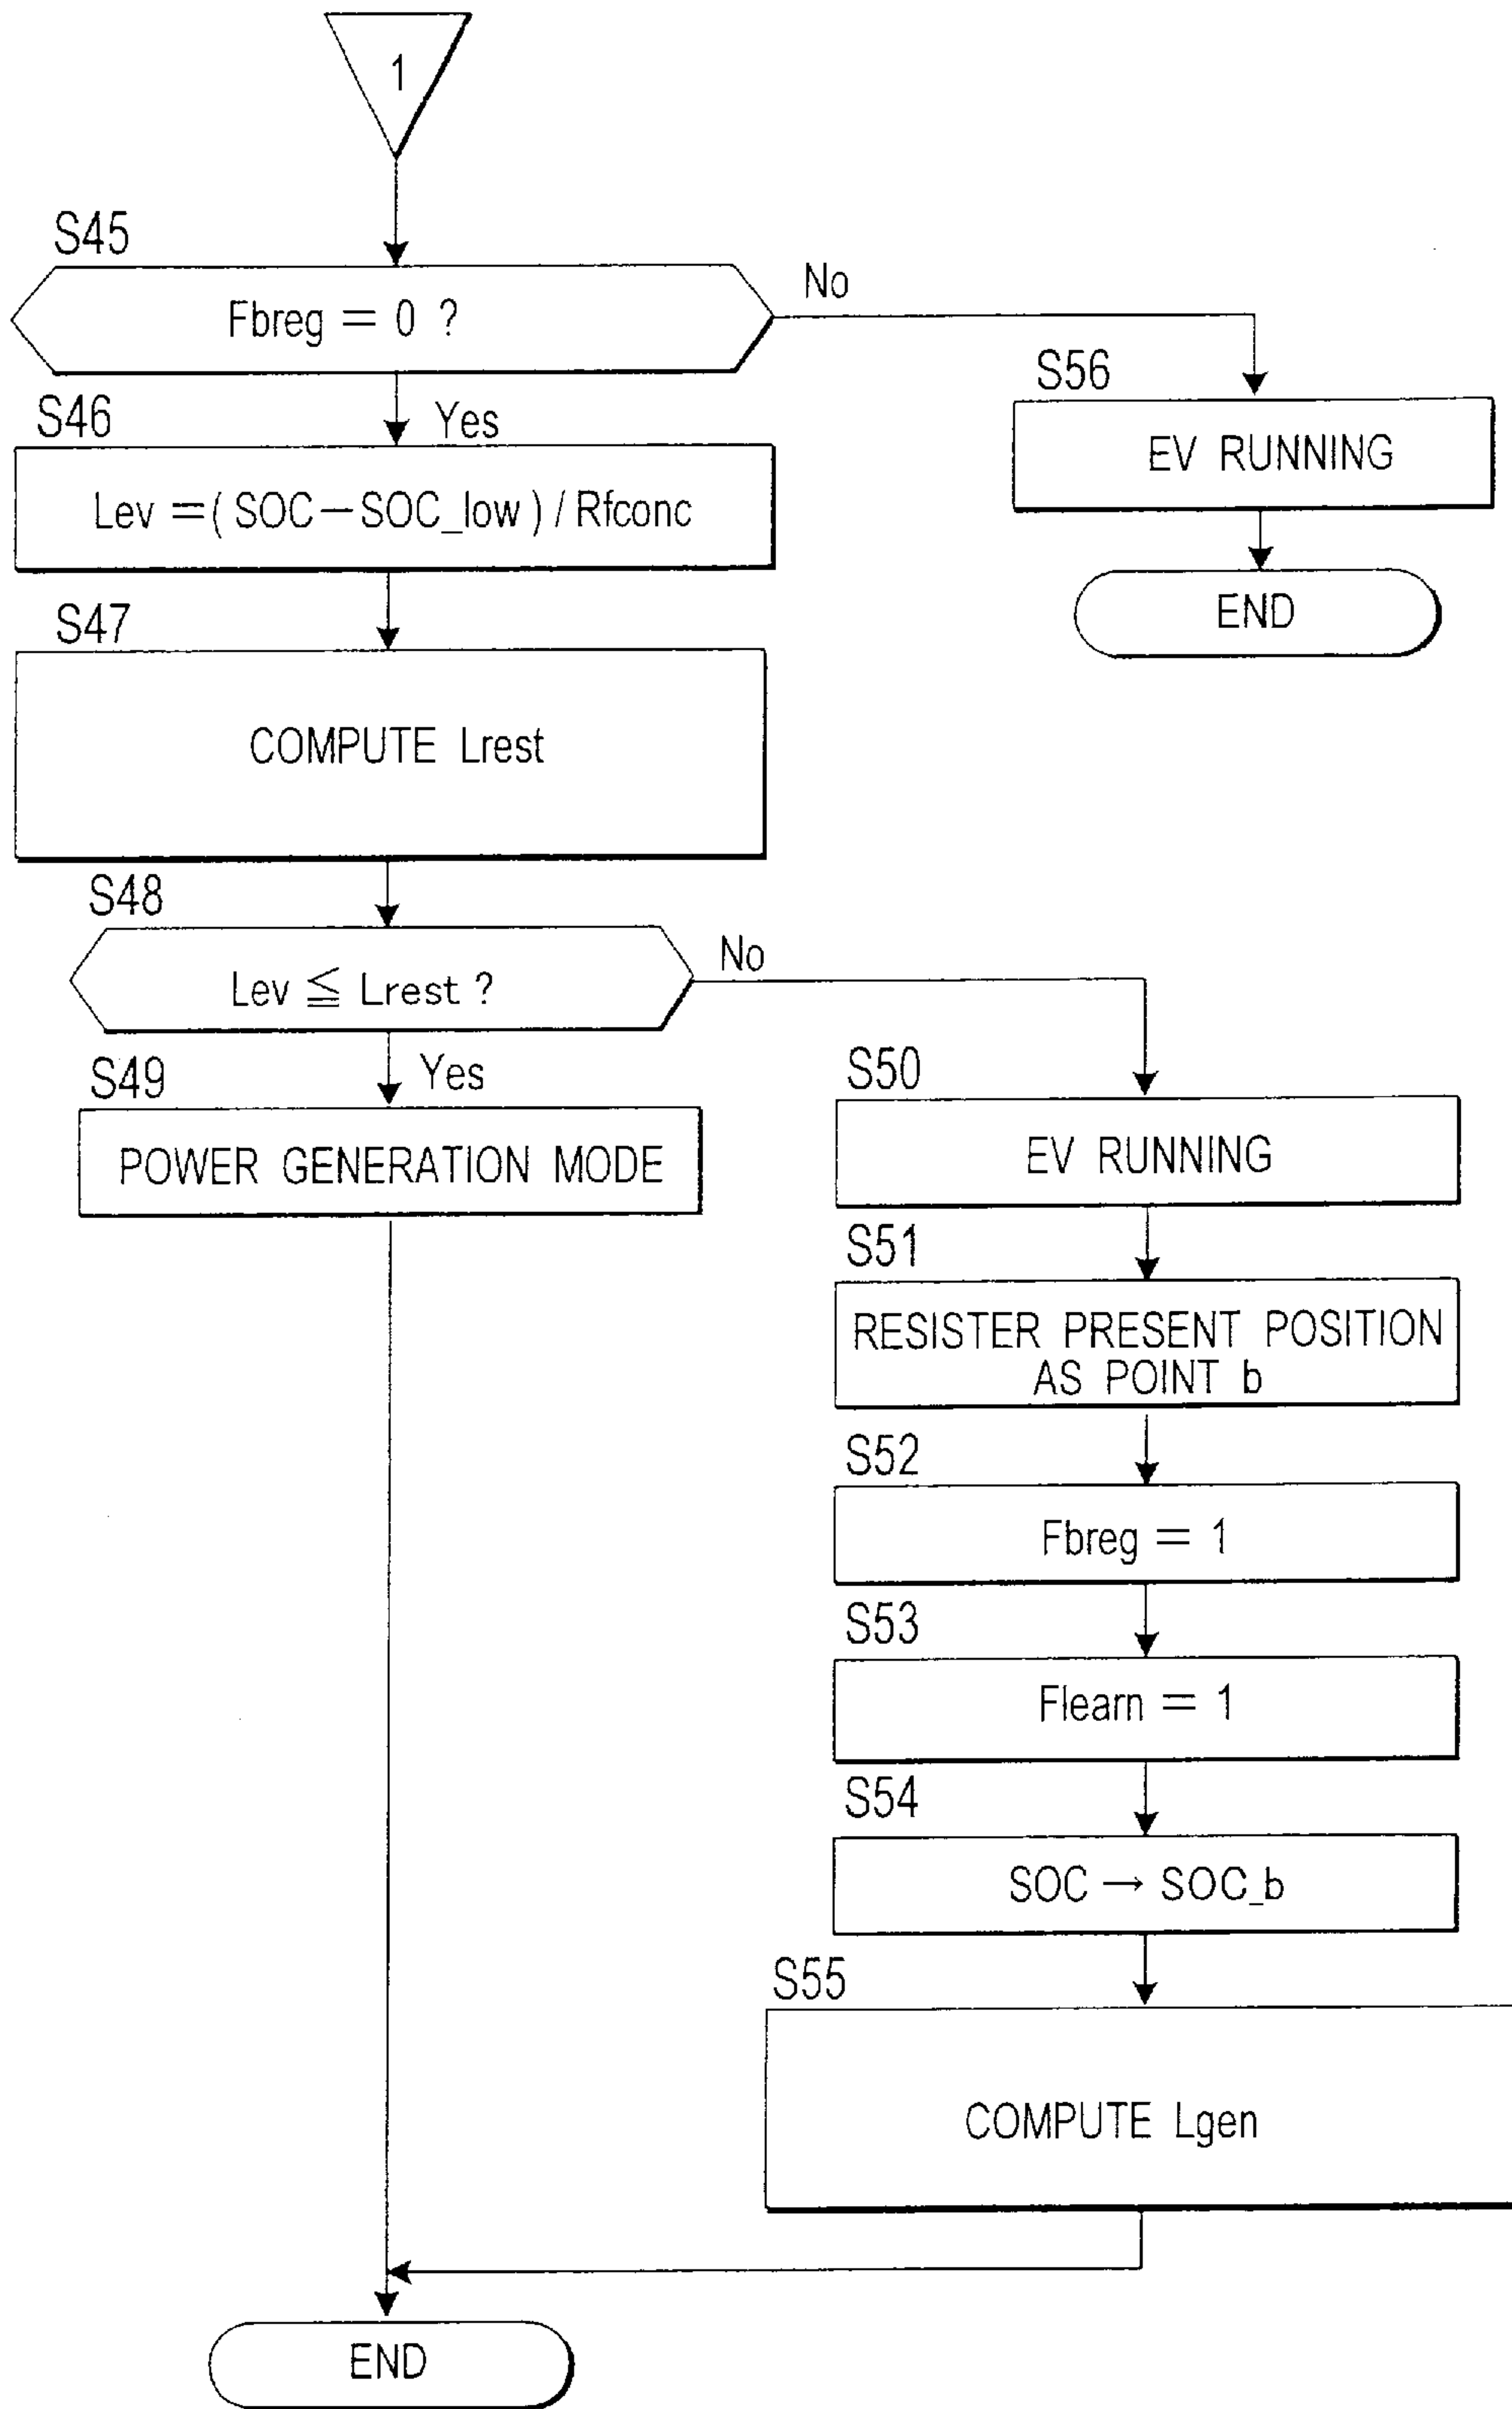 1
S45
Fbreg = 0 ?
No
S56
EV RUNNING
END
Yes
S46
Lev =( SOC－SOC_low ) / Rfconc
S47
COMPUTE Lrest
S48
Lev ≦ Lrest ?
No
Yes
S49
POWER GENERATION MODE
S50
EV RUNNING
S51
RESISTER PRESENT POSITION
AS POINT b
S52
Fbreg = 1
S53
Flearn = 1
S54
SOC → SOC_b
S55
COMPUTE Lgen
END